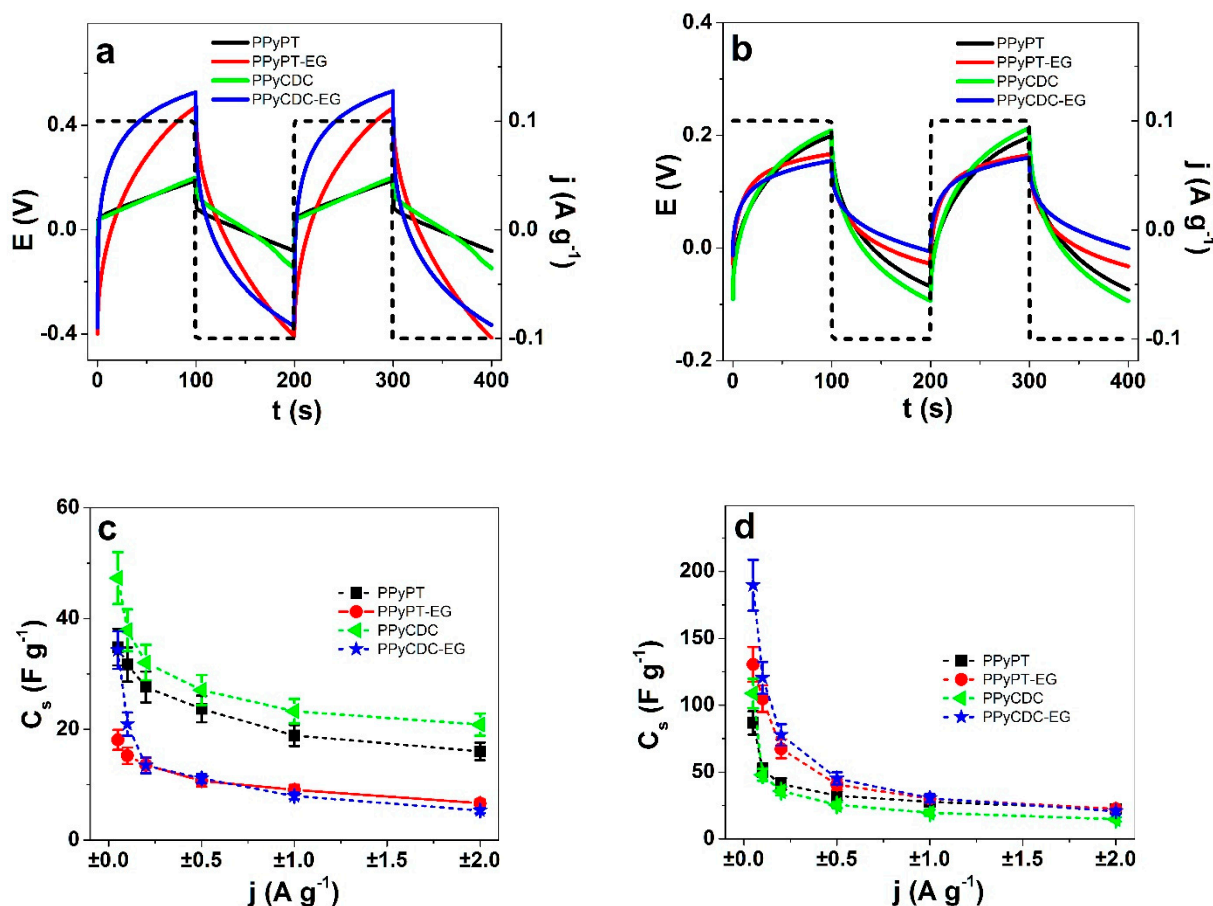 a
PPyPT
PPyPT-EG
PPyCDC
PPyCDC-EG
0.4
0.0
-0.4
E (V)
0.1
0.0
-0.1
j (A g-1)
0 100 200 300 400
t (s)
b
PPyPT
PPyPT-EG
PPyCDC
PPyCDC-EG
0.4
0.2
0.0
-0.2
E (V)
0.1
0.0
-0.1
j (A g-1)
0 100 200 300 400
t (s)
c
PPyPT
PPyPT-EG
PPyCDC
PPyCDC-EG
60
40
20
0
Cs (F g-1)
±0.0 ±0.5 ±1.0 ±1.5 ±2.0
j (A g-1)
d
PPyPT
PPyPT-EG
PPyCDC
PPyCDC-EG
200
150
100
50
0
Cs (F g-1)
±0.0 ±0.5 ±1.0 ±1.5 ±2.0
j (A g-1)